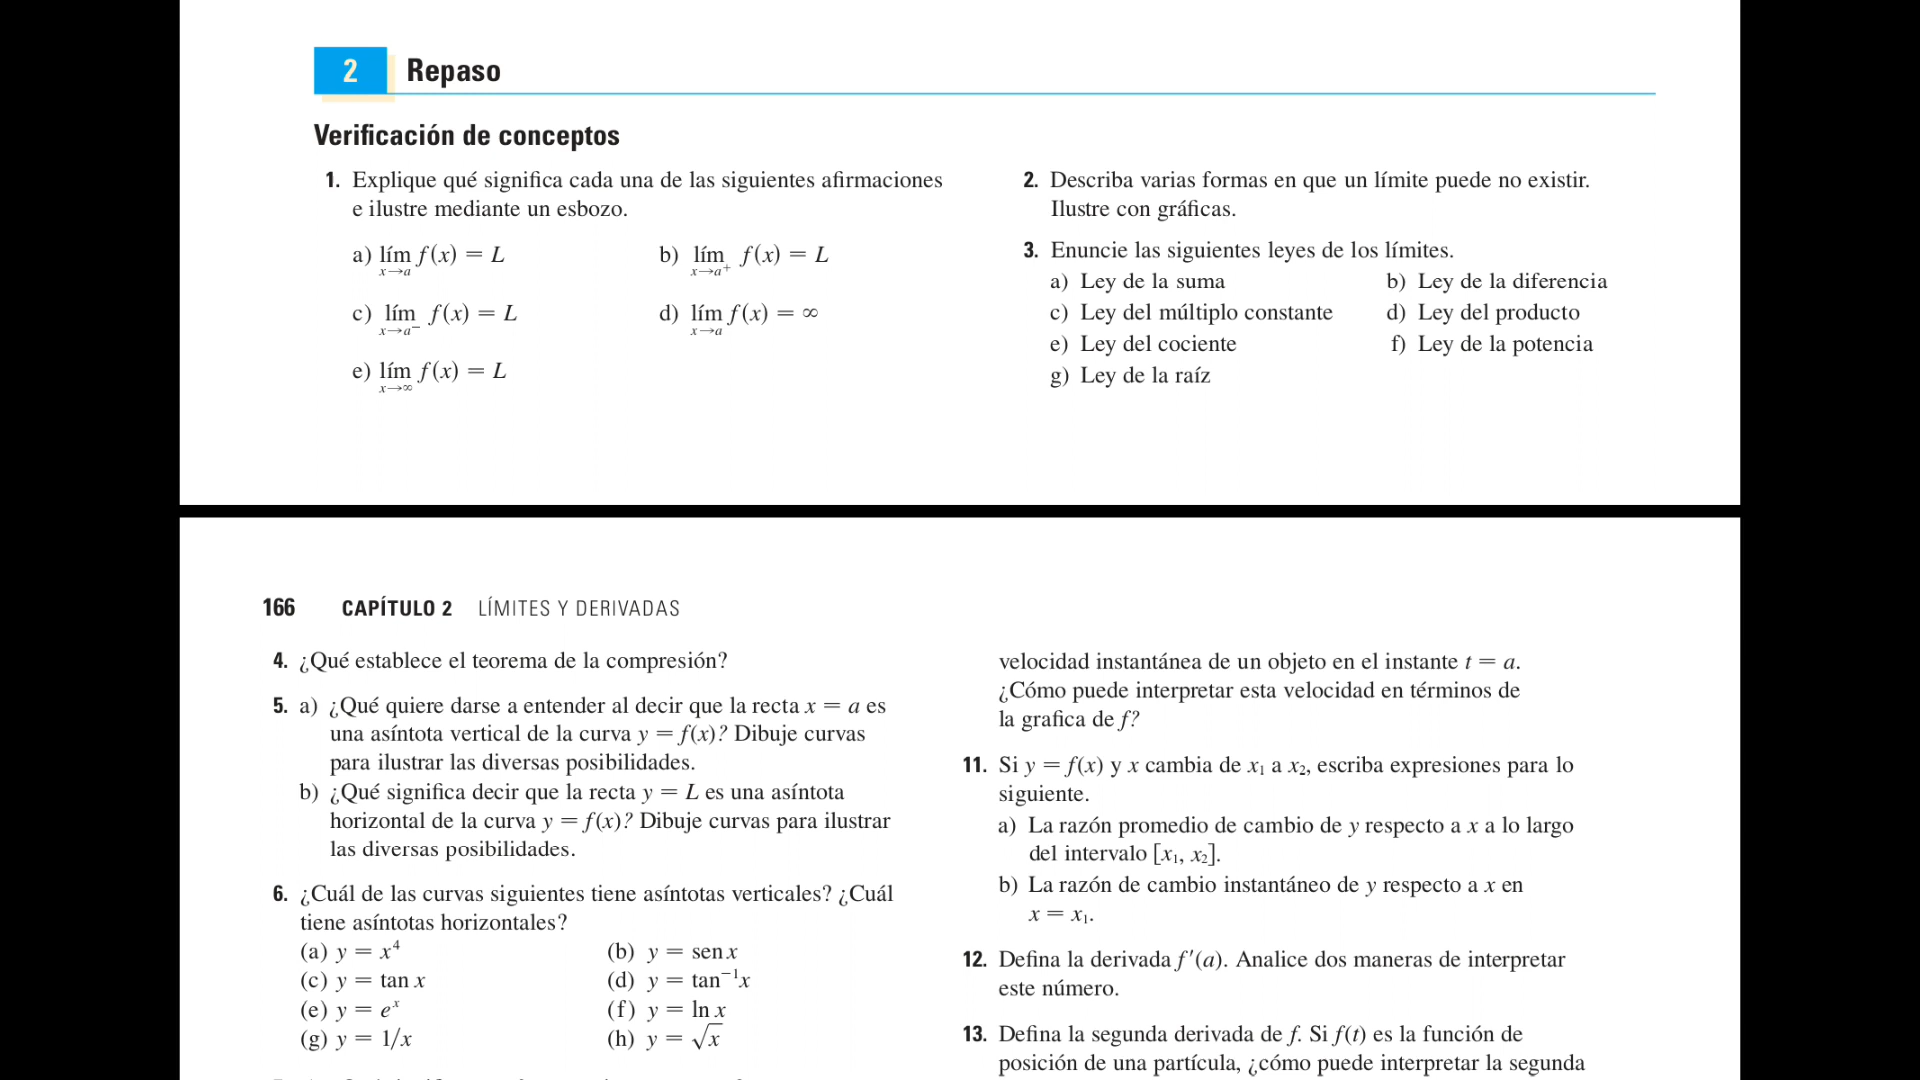 2 Repaso
Verificación de conceptos
1. Explique qué significa cada una de las siguientes afirmaciones
e ilustre mediante un esbozo.
a) lím x→a f(x) = L
b) lím x→a⁺ f(x) = L
c) lím x→a⁻ f(x) = L
d) lím x→a f(x) = ∞
e) lím x→∞ f(x) = L
2. Describa varias formas en que un límite puede no existir.
Ilustre con gráficas.
3. Enuncie las siguientes leyes de los límites.
a) Ley de la suma
b) Ley de la diferencia
c) Ley del múltiplo constante
d) Ley del producto
e) Ley del cociente
f) Ley de la potencia
g) Ley de la raíz
166 CAPÍTULO 2 LÍMITES Y DERIVADAS
4. ¿Qué establece el teorema de la compresión?
5. a) ¿Qué quiere darse a entender al decir que la recta x = a es
una asíntota vertical de la curva y = f(x)? Dibuje curvas
para ilustrar las diversas posibilidades.
b) ¿Qué significa decir que la recta y = L es una asíntota
horizontal de la curva y = f(x)? Dibuje curvas para ilustrar
las diversas posibilidades.
6. ¿Cuál de las curvas siguientes tiene asíntotas verticales? ¿Cuál
tiene asíntotas horizontales?
(a) y = x⁴
(b) y = sen x
(c) y = tan x
(d) y = tan⁻¹x
(e) y = eˣ
(f) y = ln x
(g) y = 1/x
(h) y = √x
velocidad instantánea de un objeto en el instante t = a.
¿Cómo puede interpretar esta velocidad en términos de
la grafica de f?
11. Si y = f(x) y x cambia de x₁ a x₂, escriba expresiones para lo
siguiente.
a) La razón promedio de cambio de y respecto a x a lo largo
del intervalo [x₁, x₂].
b) La razón de cambio instantáneo de y respecto a x en
x = x₁.
12. Defina la derivada f′(a). Analice dos maneras de interpretar
este número.
13. Defina la segunda derivada de f. Si f(t) es la función de
posición de una partícula, ¿cómo puede interpretar la segunda